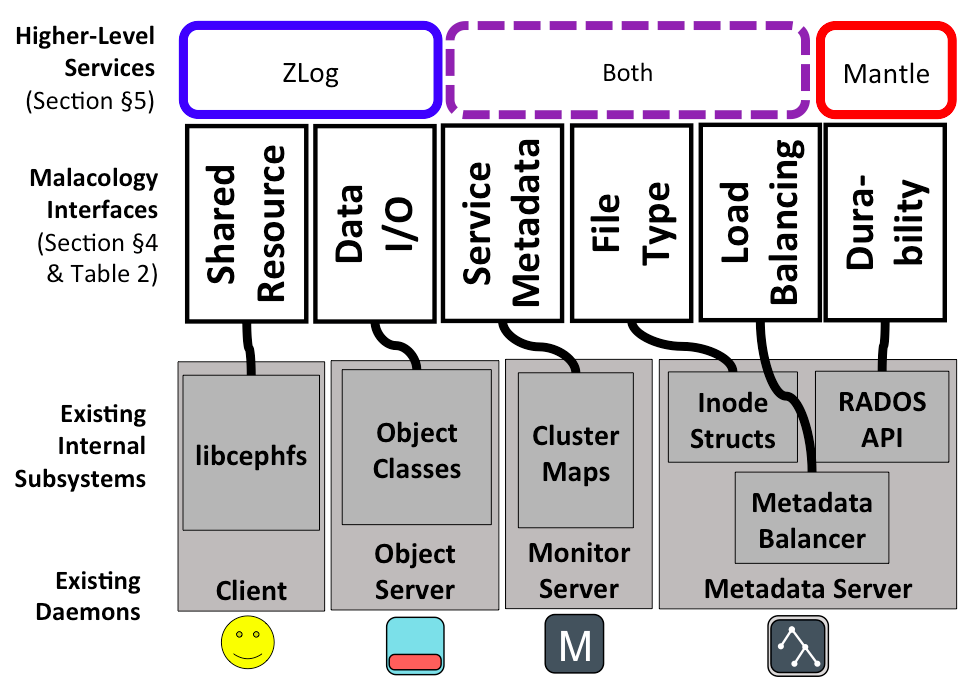 Higher-Level
Services
(Section §5)
ZLog
Both
Mantle
Malacology
Interfaces
(Section §4
& Table 2)
Shared
Resource
Data
I/O
Service
Metadata
File
Type
Load
Balancing
Dura-
bility
Existing
Internal
Subsystems
libcephfs
Object
Classes
Cluster
Maps
Inode
Structs
RADOS
API
Metadata
Balancer
Existing
Daemons
Client
Object
Server
Monitor
Server
Metadata Server
M